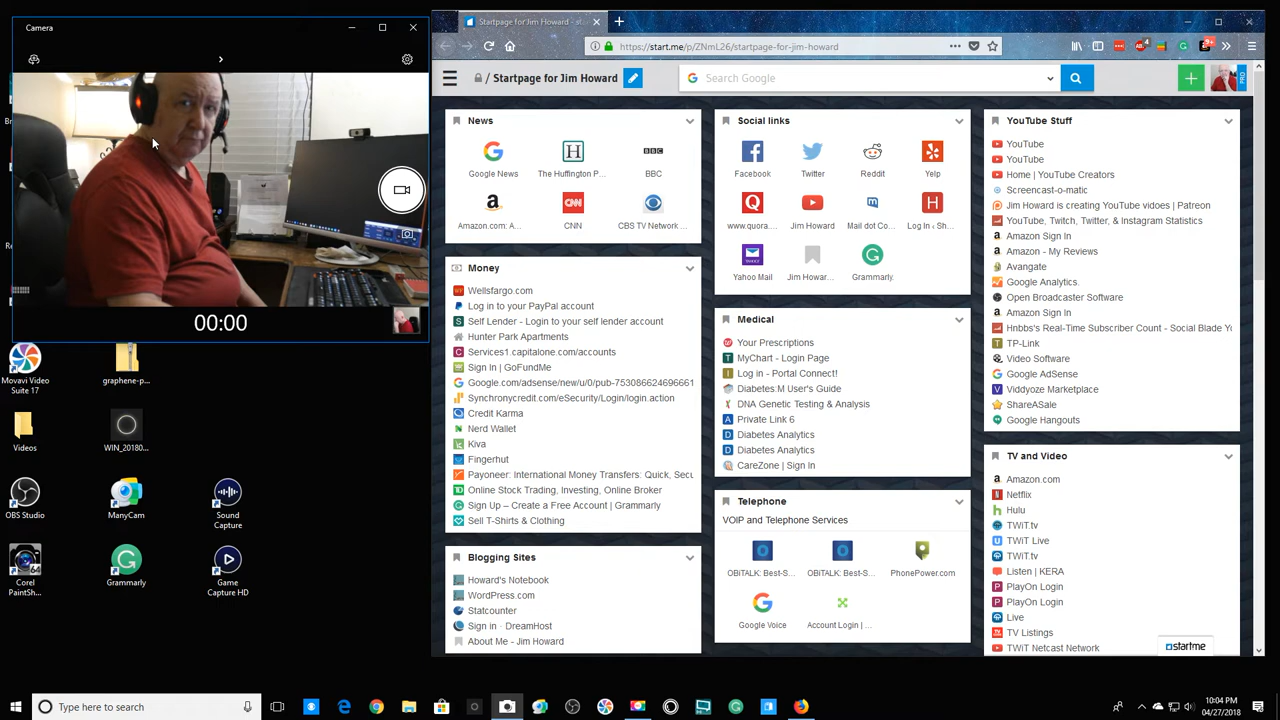 Camera
00:00
Movavi Video
Suite 17
graphene-p...
Videos
WIN_20180...
OBS Studio
ManyCam
Sound
Capture
Corel
PaintSh...
Grammarly
Game
Capture HD
Startpage for Jim Howard - sta
https://start.me/p/ZNmL26/startpage-for-jim-howard
/ Startpage for Jim Howard
Search Google
PRO
News
Google News
The Huffington P...
BBC
Amazon.com: A...
CNN
CBS TV Network ...
Money
Wellsfargo.com
Log in to your PayPal account
Self Lender - Login to your self lender account
Hunter Park Apartments
Services1.capitalone.com/accounts
Sign In | GoFundMe
Google.com/adsense/new/u/0/pub-753086624696661
Synchronycredit.com/eSecurity/Login/login.action
Credit Karma
Nerd Wallet
Kiva
Fingerhut
Payoneer: International Money Transfers: Quick, Secu
Online Stock Trading, Investing, Online Broker
Sign Up – Create a Free Account | Grammarly
Sell T-Shirts & Clothing
Blogging Sites
Howard's Notebook
WordPress.com
Statcounter
Sign in · DreamHost
About Me - Jim Howard
Social links
Facebook
Twitter
Reddit
Yelp
www.quora.
Jim Howard
Mail dot Co...
Log In ‹ Sh...
Yahoo Mail
Jim Howar...
Grammarly.
Medical
Your Prescriptions
MyChart - Login Page
Log in - Portal Connect!
Diabetes:M User's Guide
DNA Genetic Testing & Analysis
Private Link 6
Diabetes Analytics
Diabetes Analytics
CareZone | Sign In
Telephone
VOIP and Telephone Services
OBiTALK: Best-S...
OBiTALK: Best-S...
PhonePower.com
Google Voice
Account Login | ...
YouTube Stuff
YouTube
YouTube
Home | YouTube Creators
Screencast-o-matic
Jim Howard is creating YouTube vidoes | Patreon
YouTube, Twitch, Twitter, & Instagram Statistics
Amazon Sign In
Amazon - My Reviews
Avangate
Google Analytics.
Open Broadcaster Software
Amazon Sign In
Hnbbs's Real-Time Subscriber Count - Social Blade Yo
TP-Link
Video Software
Google AdSense
Viddyoze Marketplace
ShareASale
Google Hangouts
TV and Video
Amazon.com
Netflix
Hulu
TWiT.tv
TWiT Live
TWiT.tv
Listen | KERA
PlayOn Login
PlayOn Login
Live
TV Listings
TWiT Netcast Network
startme
Type here to search
10:04 PM
04/27/2018